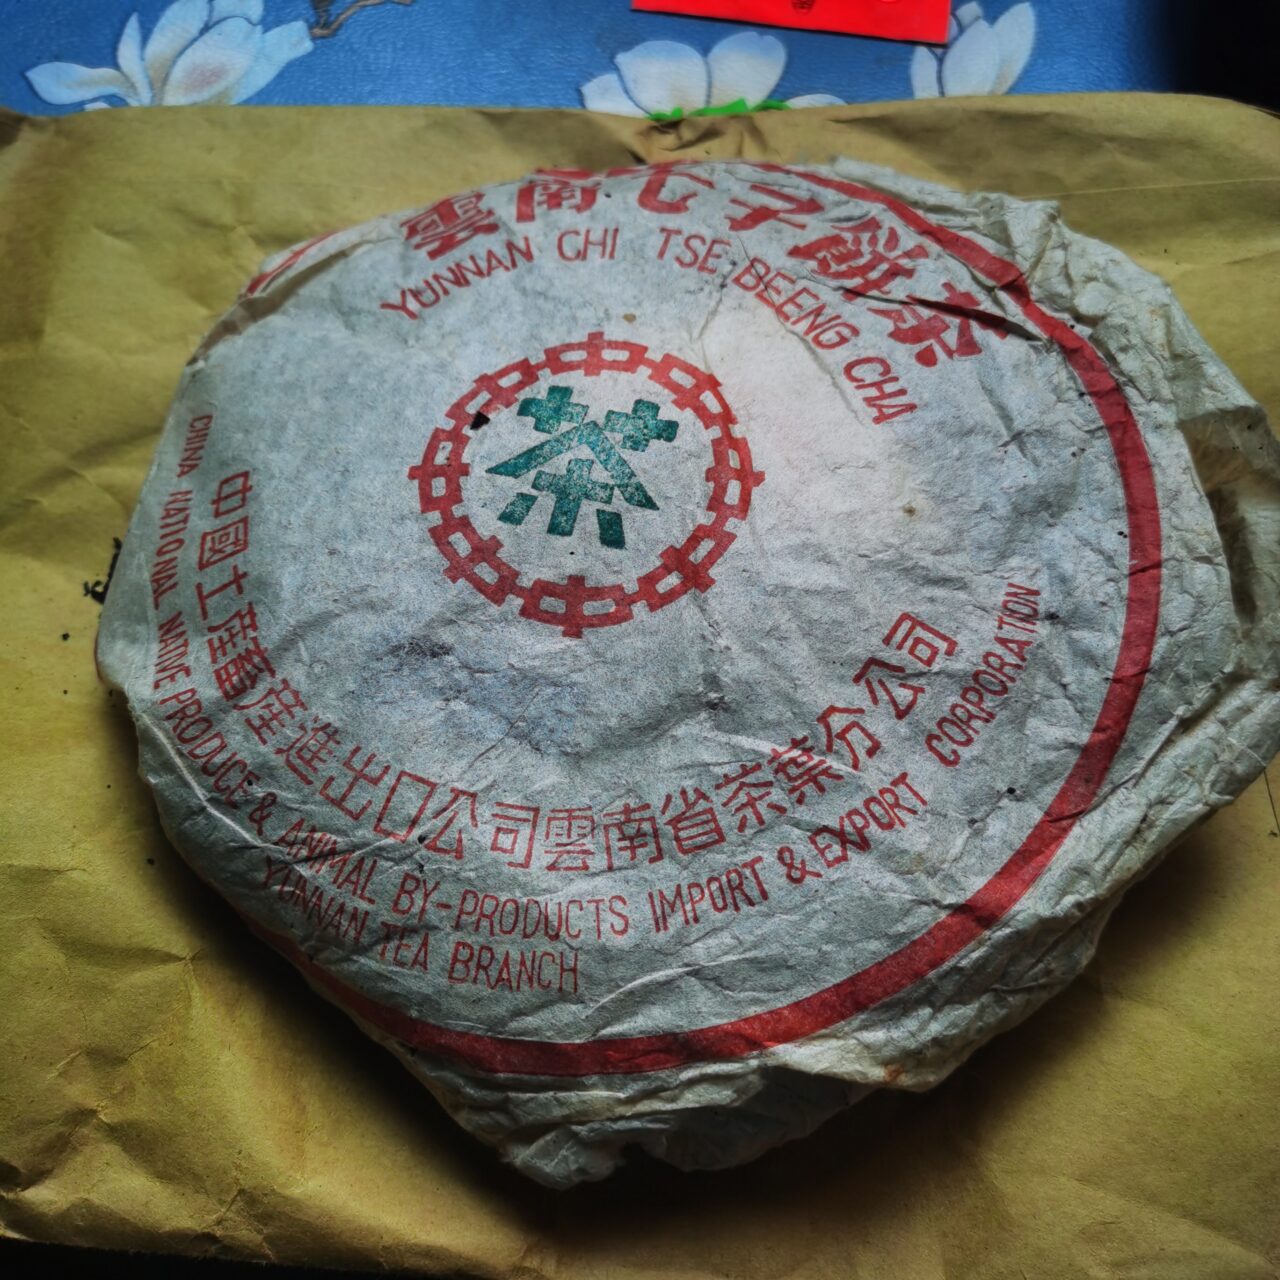 雲南七子餅茶
YUNNAN CHI TSE BEENG CHA
茶
中國土産畜産進出口公司雲南省茶葉分公司
CHINA NATIONAL NATIVE PRODUCE & ANIMAL BY-PRODUCTS IMPORT & EXPORT CORPORATION
YUNNAN TEA BRANCH